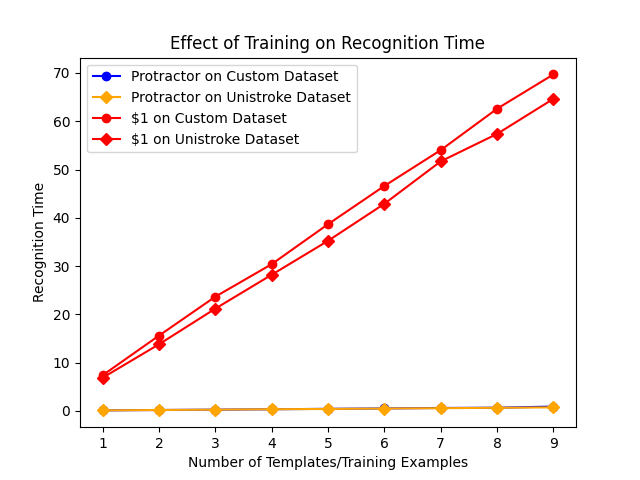 Effect of Training on Recognition Time
Protractor on Custom Dataset
Protractor on Unistroke Dataset
$1 on Custom Dataset
$1 on Unistroke Dataset
70
60
50
40
30
20
10
0
Recognition Time
1 2 3 4 5 6 7 8 9
Number of Templates/Training Examples